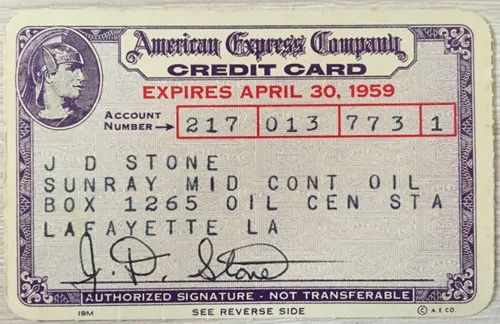 American Express Company
CREDIT CARD
EXPIRES APRIL 30, 1959
ACCOUNT NUMBER → 217 013 773 1
J D STONE
SUNRAY MID CONT OIL
BOX 1265 OIL CEN STA
LAFAYETTE LA
J. D. Stone
AUTHORIZED SIGNATURE - NOT TRANSFERABLE
IBM SEE REVERSE SIDE © A.E.CO.